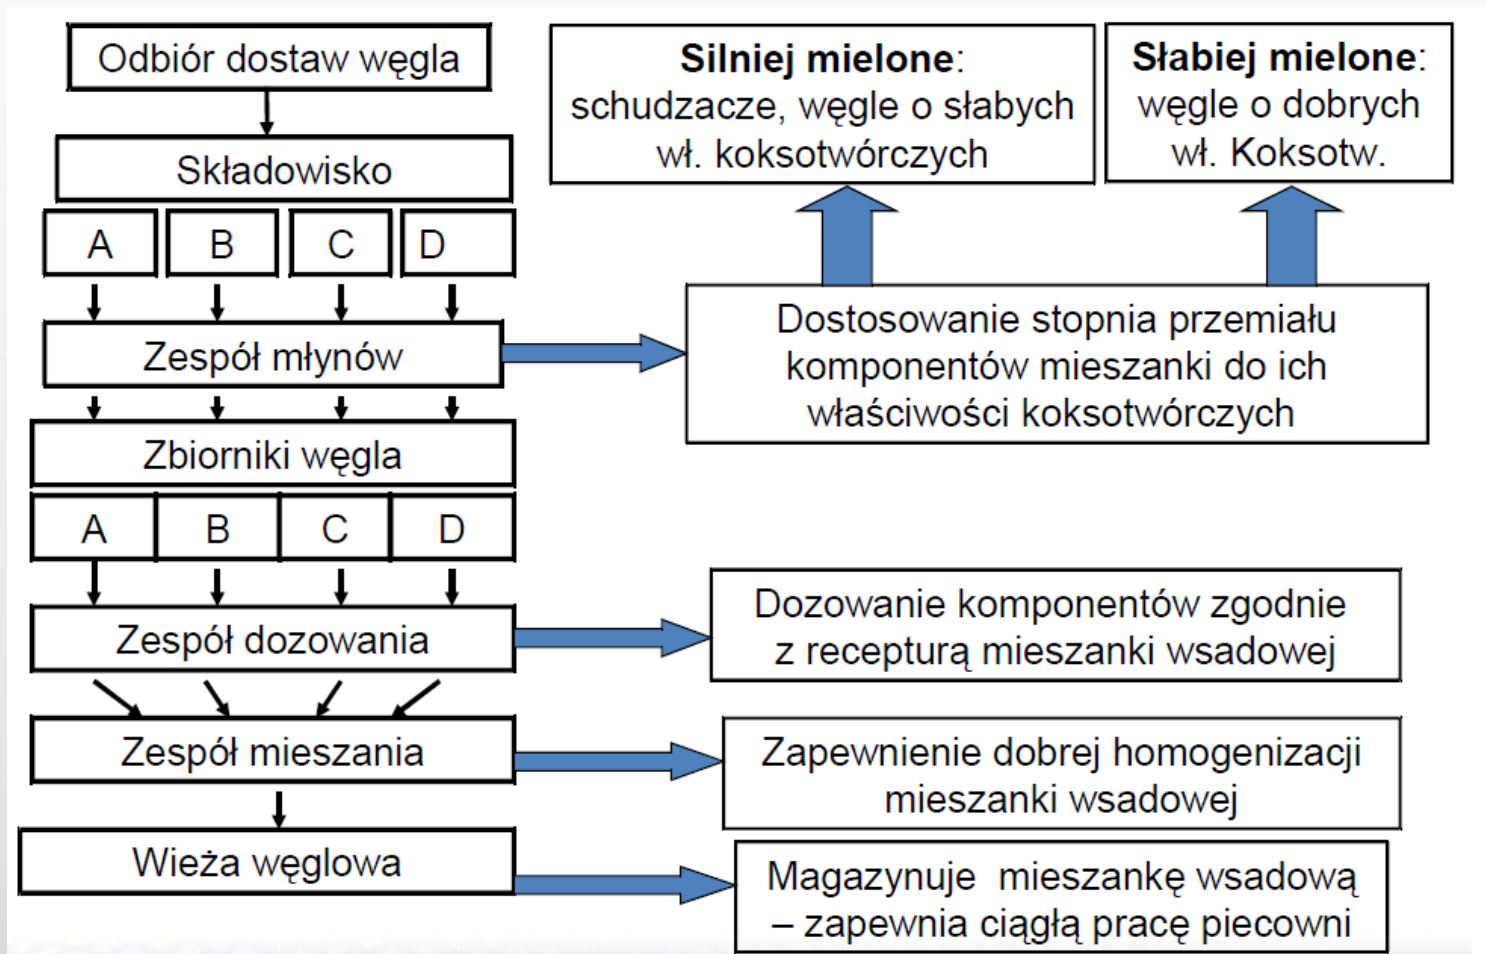 Odbiór dostaw węgla
Składowisko
A
B
C
D
Zespół młynów
Zbiorniki węgla
A
B
C
D
Zespół dozowania
Zespół mieszania
Wieża węglowa
Silniej mielone:
schudzacze, węgle o słabych
wł. koksotwórczych
Słabiej mielone:
węgle o dobrych
wł. Koksotw.
Dostosowanie stopnia przemiału
komponentów mieszanki do ich
właściwości koksotwórczych
Dozowanie komponentów zgodnie
z recepturą mieszanki wsadowej
Zapewnienie dobrej homogenizacji
mieszanki wsadowej
Magazynuje mieszankę wsadową
– zapewnia ciągłą pracę piecowni